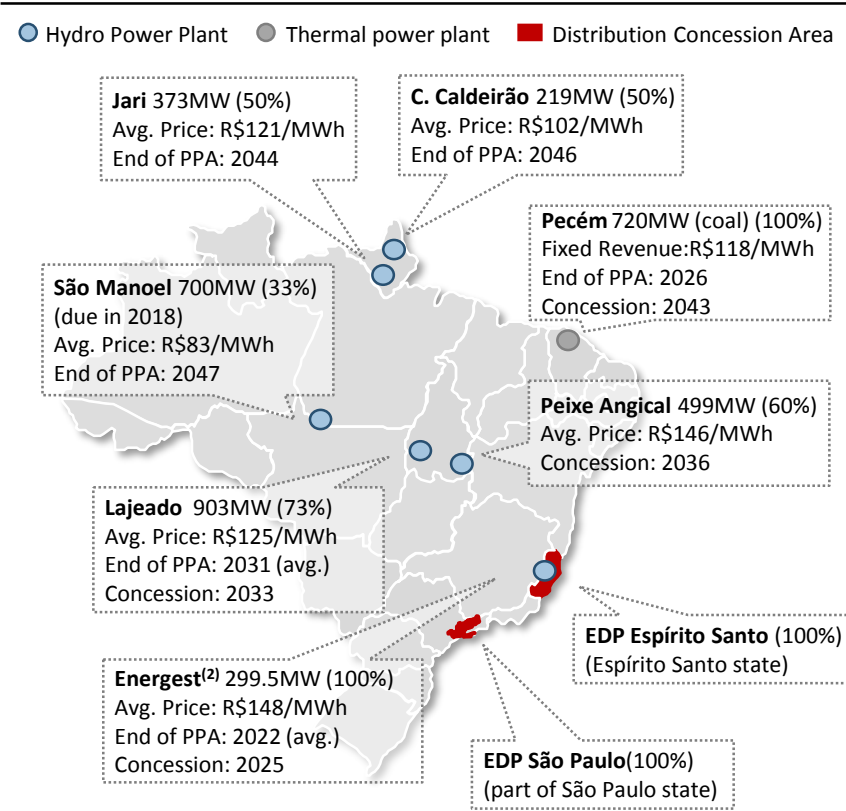 Hydro Power Plant
Thermal power plant
Distribution Concession Area
Jari 373MW (50%)
Avg. Price: R$121/MWh
End of PPA: 2044
C. Caldeirão 219MW (50%)
Avg. Price: R$102/MWh
End of PPA: 2046
Pecém 720MW (coal) (100%)
Fixed Revenue:R$118/MWh
End of PPA: 2026
Concession: 2043
São Manoel 700MW (33%)
(due in 2018)
Avg. Price: R$83/MWh
End of PPA: 2047
Peixe Angical 499MW (60%)
Avg. Price: R$146/MWh
Concession: 2036
Lajeado 903MW (73%)
Avg. Price: R$125/MWh
End of PPA: 2031 (avg.)
Concession: 2033
EDP Espírito Santo (100%)
(Espírito Santo state)
Energest(2) 299.5MW (100%)
Avg. Price: R$148/MWh
End of PPA: 2022 (avg.)
Concession: 2025
EDP São Paulo(100%)
(part of São Paulo state)